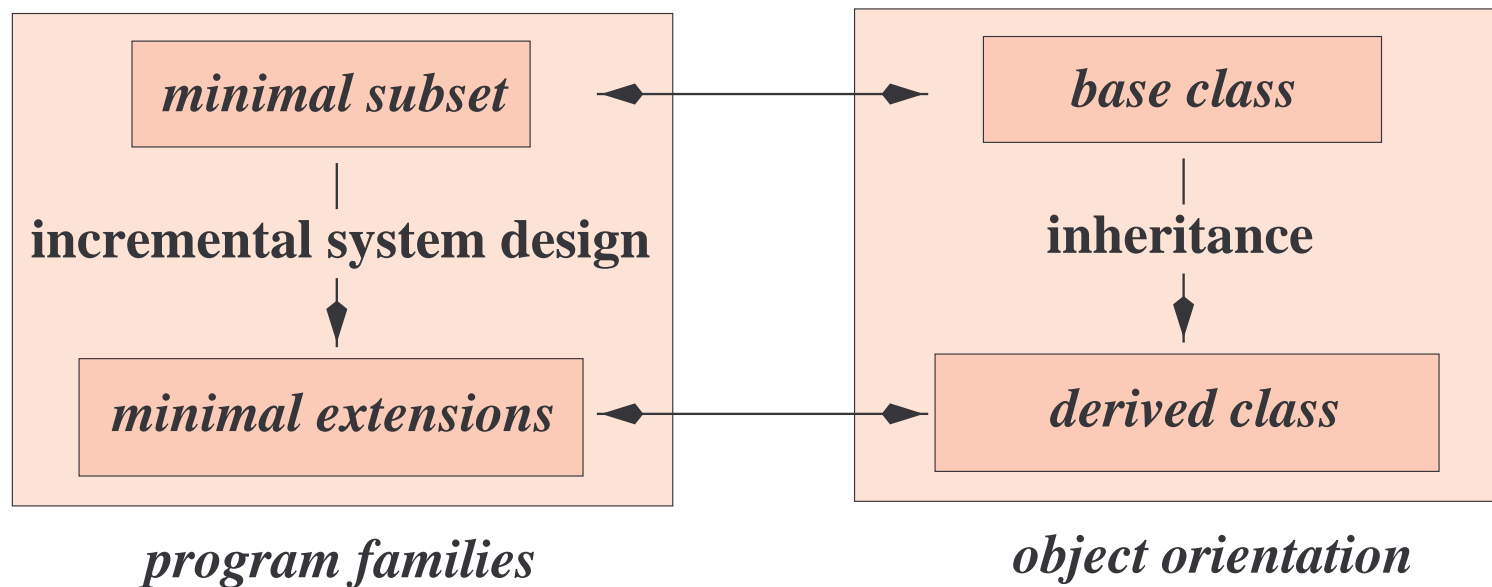 minimal subset
incremental system design
minimal extensions
program families
base class
inheritance
derived class
object orientation